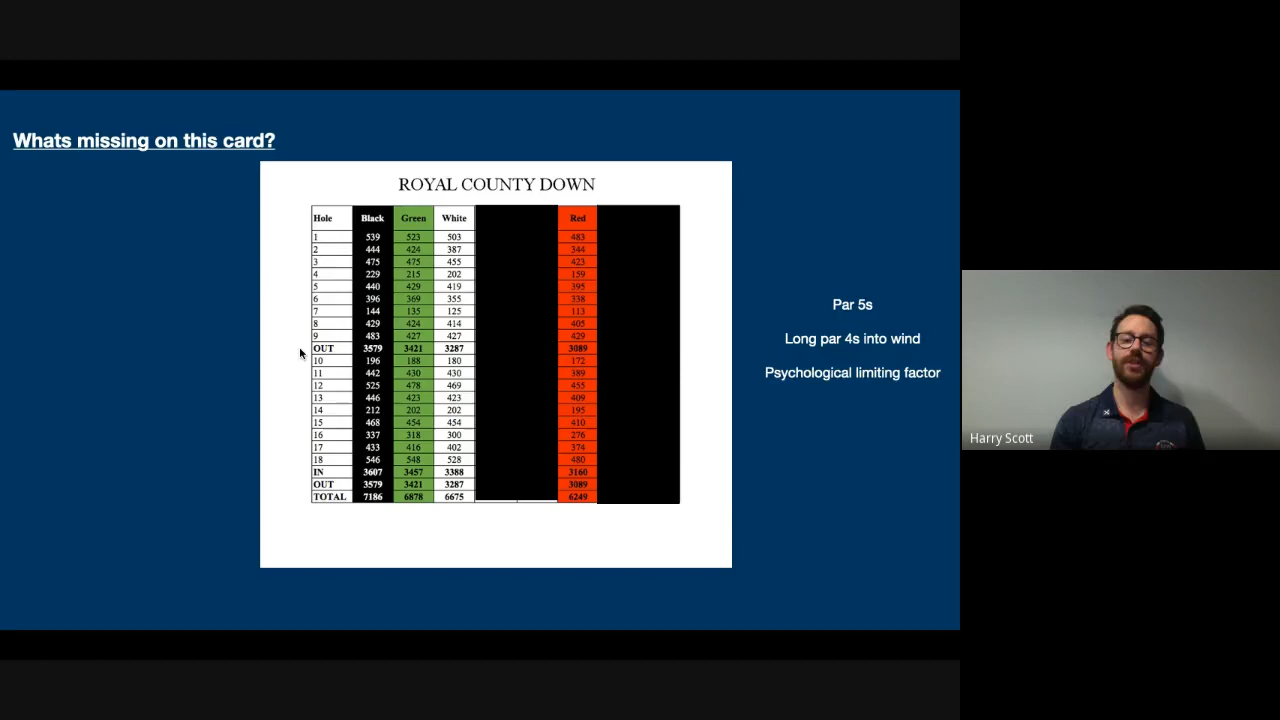 Whats missing on this card?
ROYAL COUNTY DOWN
Hole Black Green White Red
1 539 523 503 483
2 444 424 387 344
3 475 475 455 423
4 229 215 202 159
5 440 429 419 395
6 396 369 355 338
7 144 135 125 113
8 429 424 414 405
9 483 427 427 429
OUT 3579 3421 3287 3089
10 196 188 180 172
11 442 430 430 389
12 525 478 469 455
13 446 423 423 409
14 212 202 202 195
15 468 454 454 410
16 337 318 300 276
17 433 416 402 374
18 546 548 528 480
IN 3607 3457 3388 3160
OUT 3579 3421 3287 3089
TOTAL 7186 6878 6675 6249
Par 5s
Long par 4s into wind
Psychological limiting factor
Harry Scott